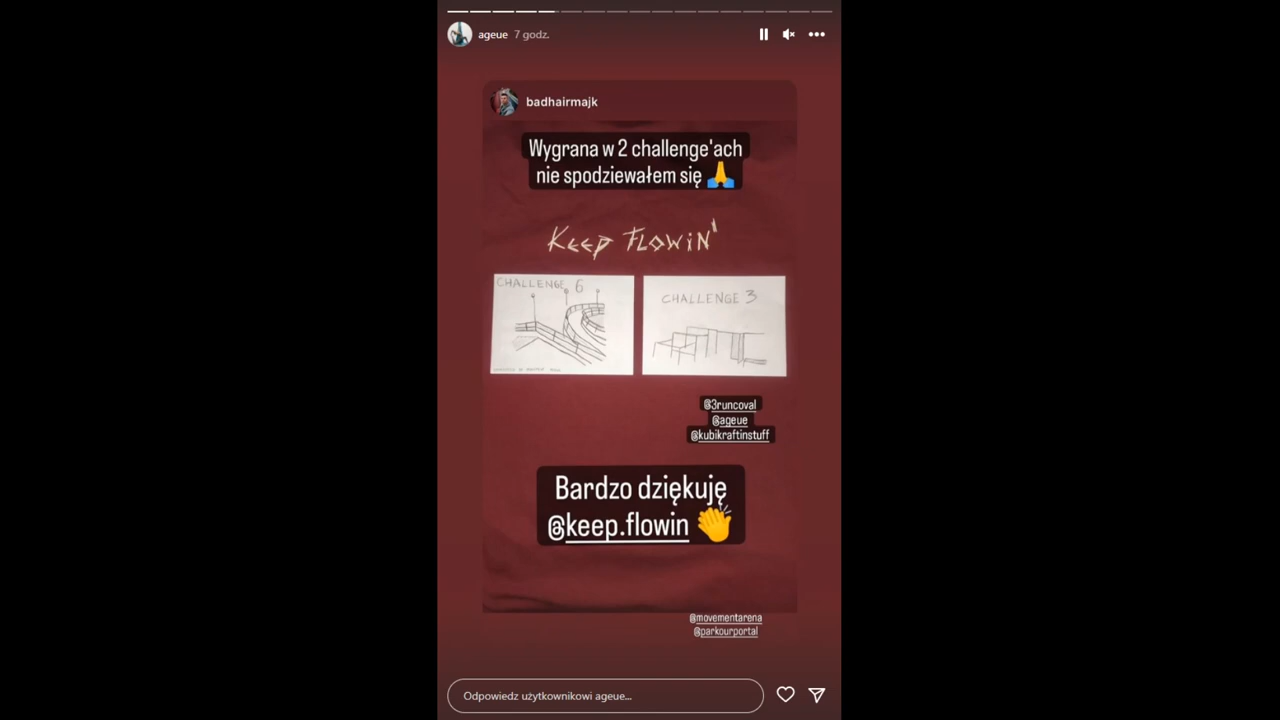 ageue 7 godz.
badhairmajk
Wygrana w 2 challenge'ach
nie spodziewałem się 🙏
KEEP FLOWIN'
CHALLENGE 6
CHALLENGE 3
@3runcoval
@ageue
@kubikraftinstuff
Bardzo dziękuję
@keep.flowin 👏
@movementarena
@parkourportal
Odpowiedz użytkownikowi ageue...